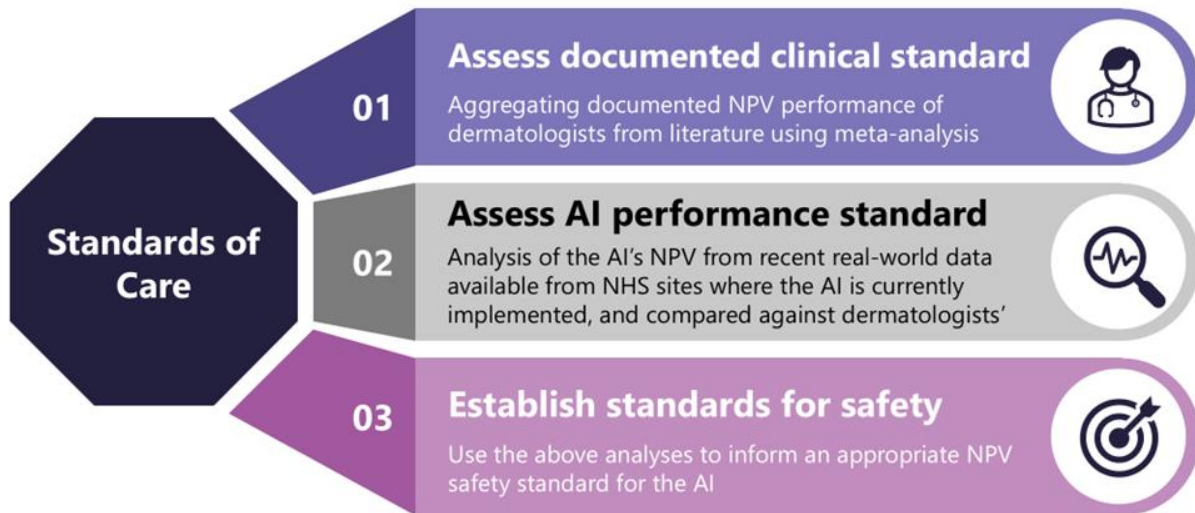 Standards of
Care
01
Assess documented clinical standard
Aggregating documented NPV performance of
dermatologists from literature using meta-analysis
02
Assess AI performance standard
Analysis of the AI's NPV from recent real-world data
available from NHS sites where the AI is currently
implemented, and compared against dermatologists'
03
Establish standards for safety
Use the above analyses to inform an appropriate NPV
safety standard for the AI